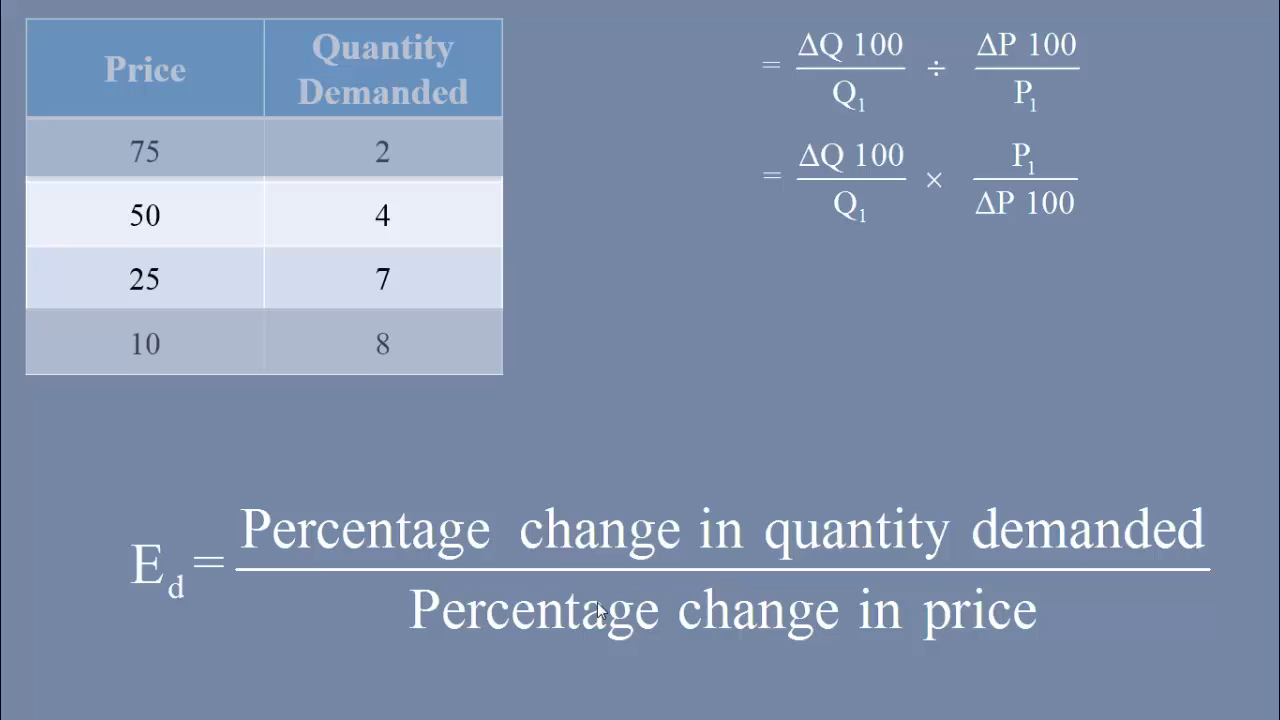 Price Quantity Demanded
75 2
50 4
25 7
10 8
= ΔQ 100 / Q₁ ÷ ΔP 100 / P₁
= ΔQ 100 / Q₁ × P₁ / ΔP 100
E_d = Percentage change in quantity demanded
Percentage change in price